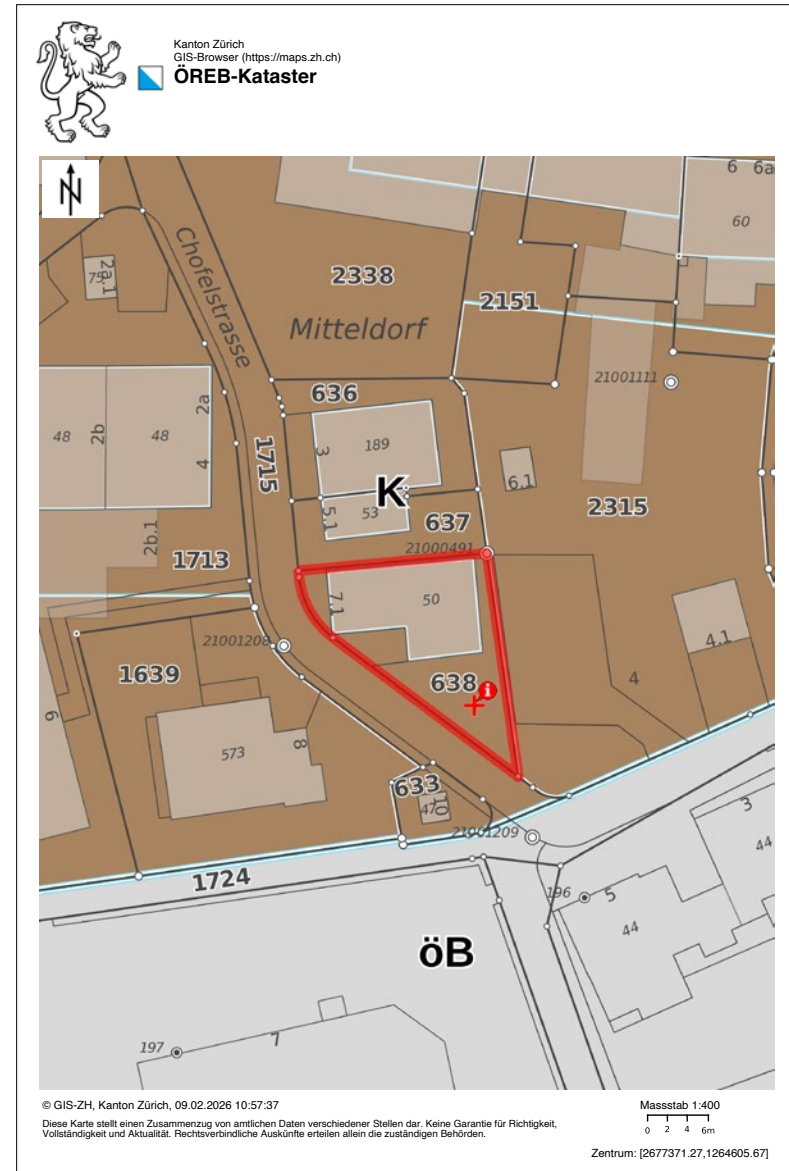 Kanton Zürich
GIS-Browser (https://maps.zh.ch)
ÖREB-Kataster
N
6 6a
60
Chofelstrasse
75
2a.1
2338
2151
Mitteldorf
21001111
636
2a
48
2b
48
4
1715
3
189
K
6.1
2315
5.1
53
637
2b.1
21000491
1713
7.1
50
4.1
21001208
1639
638
i
4
6
573
8
633
47
10
21001209
3
44
1724
196
5
44
öB
197
7
© GIS-ZH, Kanton Zürich, 09.02.2026 10:57:37
Massstab 1:400
Diese Karte stellt einen Zusammenzug von amtlichen Daten verschiedener Stellen dar. Keine Garantie für Richtigkeit,
Vollständigkeit und Aktualität. Rechtsverbindliche Auskünfte erteilen allein die zuständigen Behörden.
0 2 4 6m
Zentrum: [2677371.27,1264605.67]